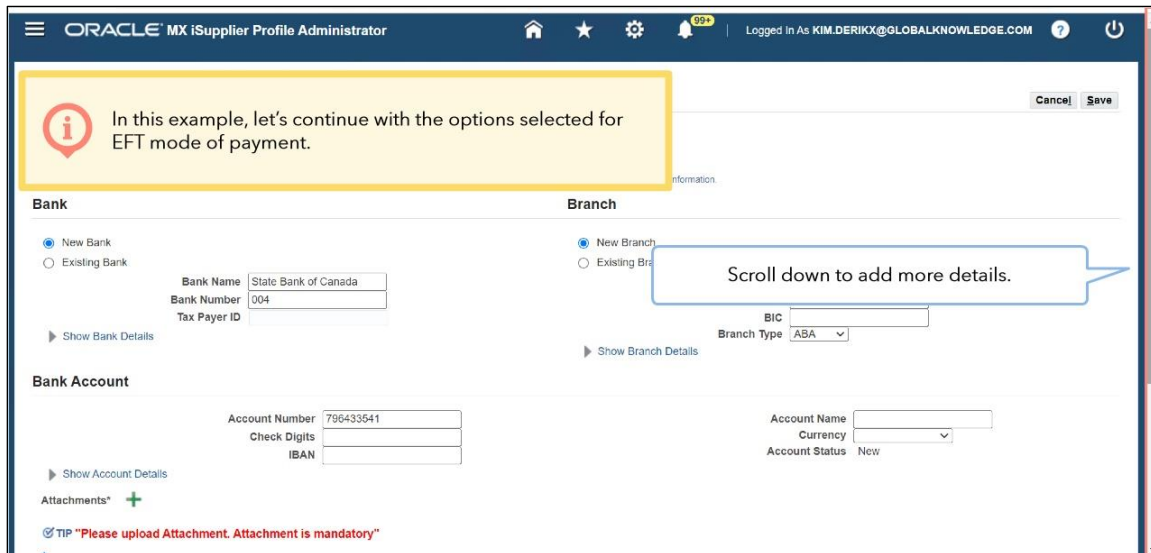 ORACLE MX iSupplier Profile Administrator
99+
Logged In As KIM.DERIKX@GLOBALKNOWLEDGE.COM
?
i
In this example, let's continue with the options selected for
EFT mode of payment.
Cancel Save
information.
Bank
Branch
New Bank
Existing Bank
Bank Name State Bank of Canada
Bank Number 004
Tax Payer ID
Show Bank Details
New Branch
Existing Bra
Scroll down to add more details.
BIC
Branch Type ABA
Show Branch Details
Bank Account
Account Number 796433541
Check Digits
IBAN
Account Name
Currency
Account Status New
Show Account Details
Attachments*
TIP "Please upload Attachment. Attachment is mandatory"